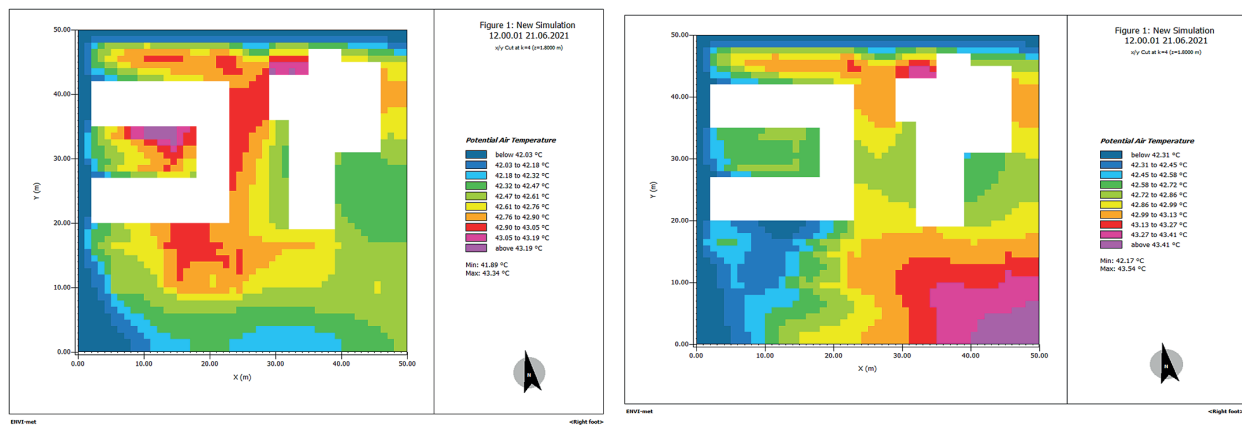 Figure 1: New Simulation
12.00.01 21.06.2021
x/y Cut at k=4 (z=1.8000 m)
50.00
40.00
30.00
Y (m)
20.00
10.00
0.00
0.00 10.00 20.00 30.00 40.00 50.00
X (m)
Potential Air Temperature
below 42.03 °C
42.03 to 42.18 °C
42.18 to 42.32 °C
42.32 to 42.47 °C
42.47 to 42.61 °C
42.61 to 42.76 °C
42.76 to 42.90 °C
42.90 to 43.05 °C
43.05 to 43.19 °C
above 43.19 °C
Min: 41.89 °C
Max: 43.34 °C
N
ENVI-met
<Right foot>
Figure 1: New Simulation
12.00.01 21.06.2021
x/y Cut at k=4 (z=1.8000 m)
50.00
40.00
30.00
Y (m)
20.00
10.00
0.00
0.00 10.00 20.00 30.00 40.00 50.00
X (m)
Potential Air Temperature
below 42.31 °C
42.31 to 42.45 °C
42.45 to 42.58 °C
42.58 to 42.72 °C
42.72 to 42.86 °C
42.86 to 42.99 °C
42.99 to 43.13 °C
43.13 to 43.27 °C
43.27 to 43.41 °C
above 43.41 °C
Min: 42.17 °C
Max: 43.54 °C
N
ENVI-met
<Right foot>